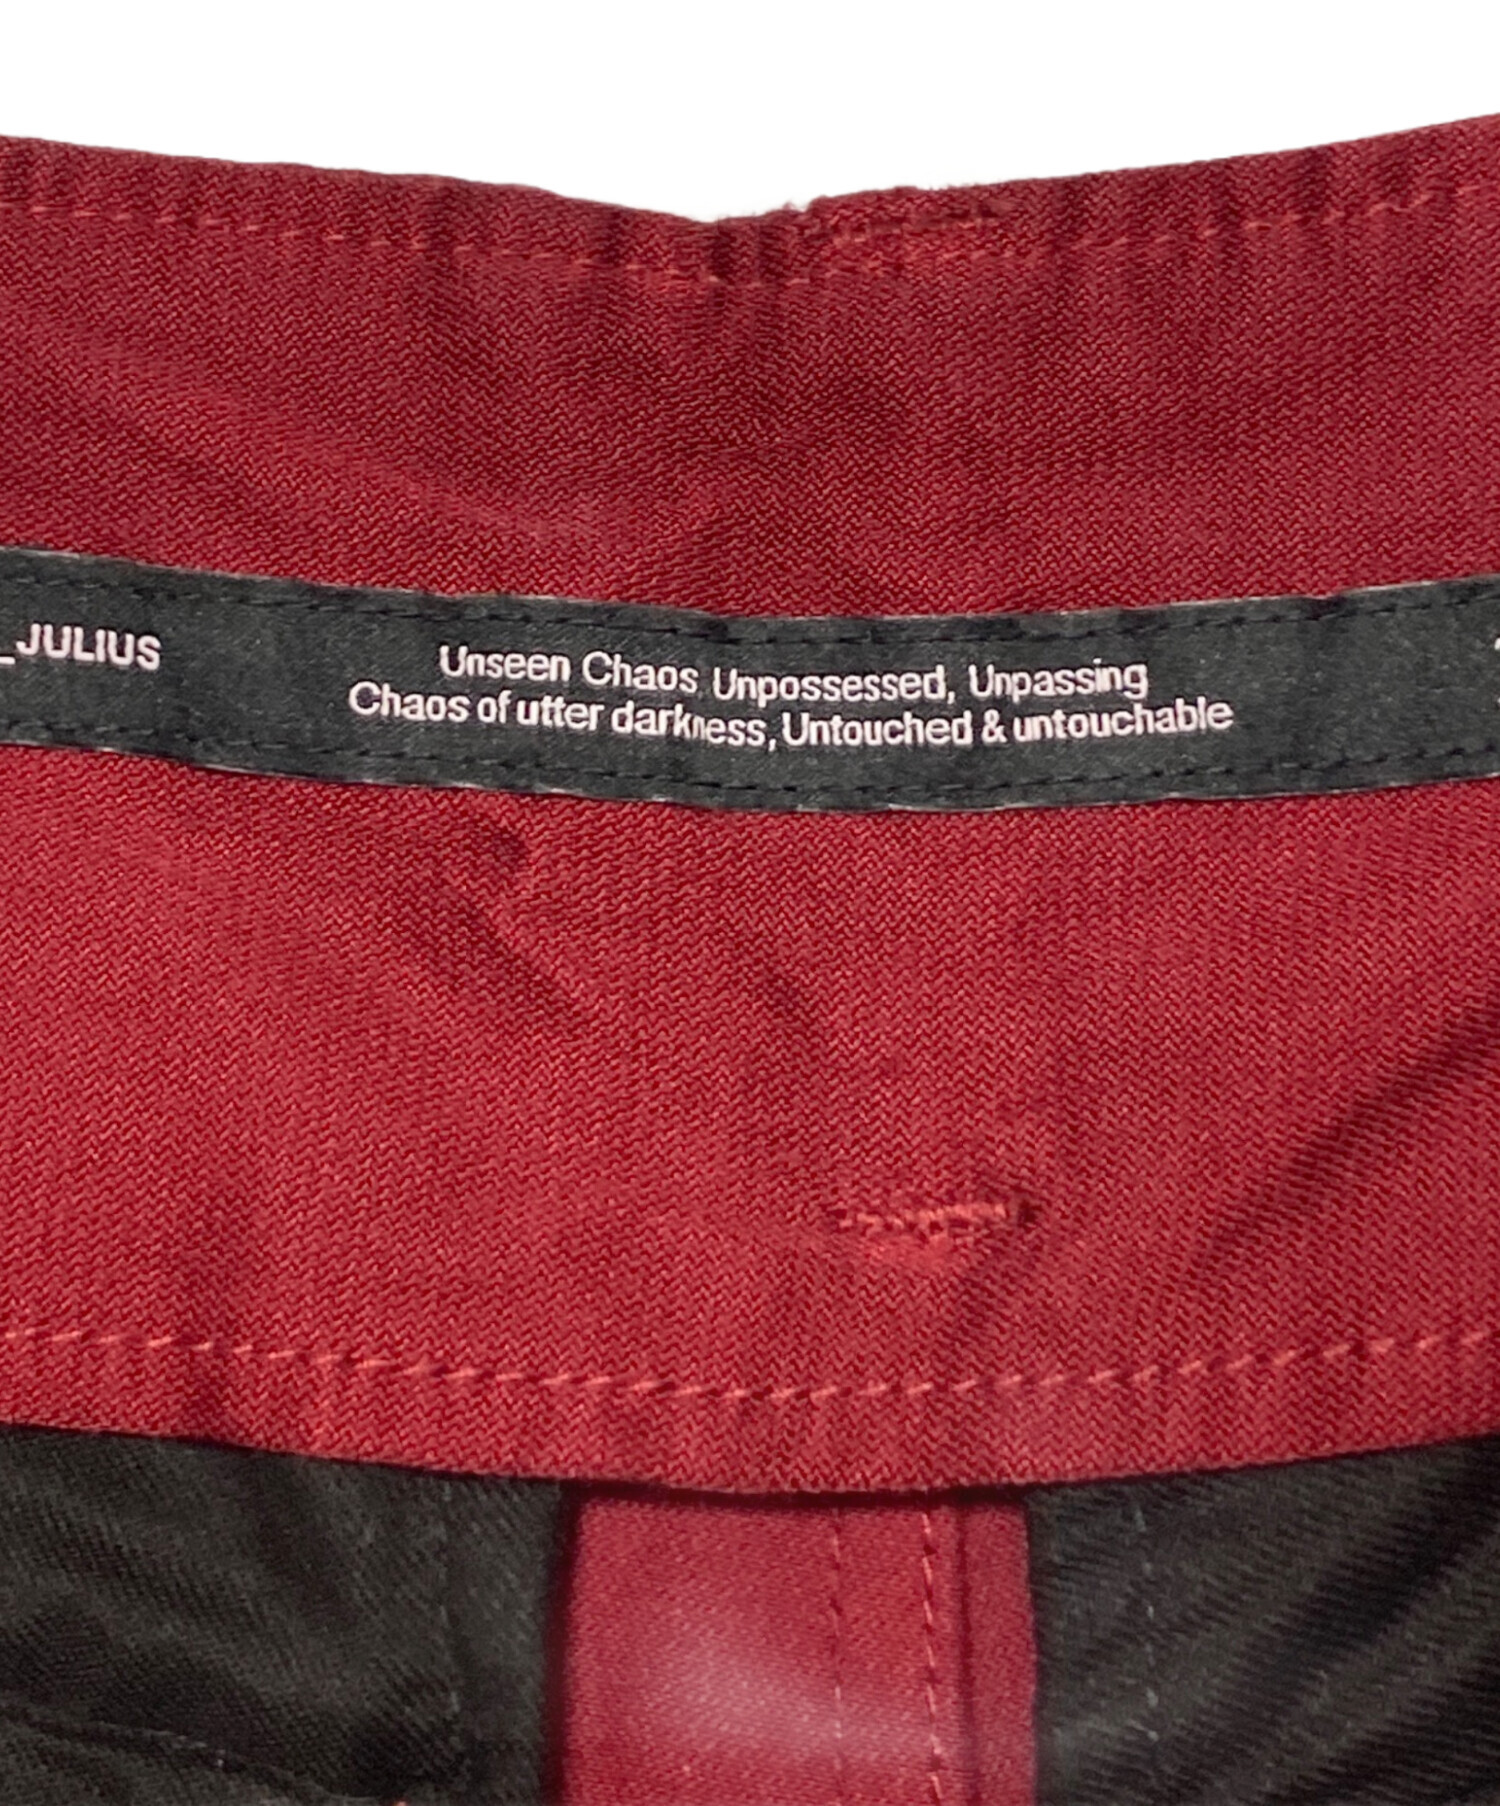 _JULIUS
Unseen Chaos, Unpossessed, Unpassing
Chaos of utter darkness, Untouched & untouchable